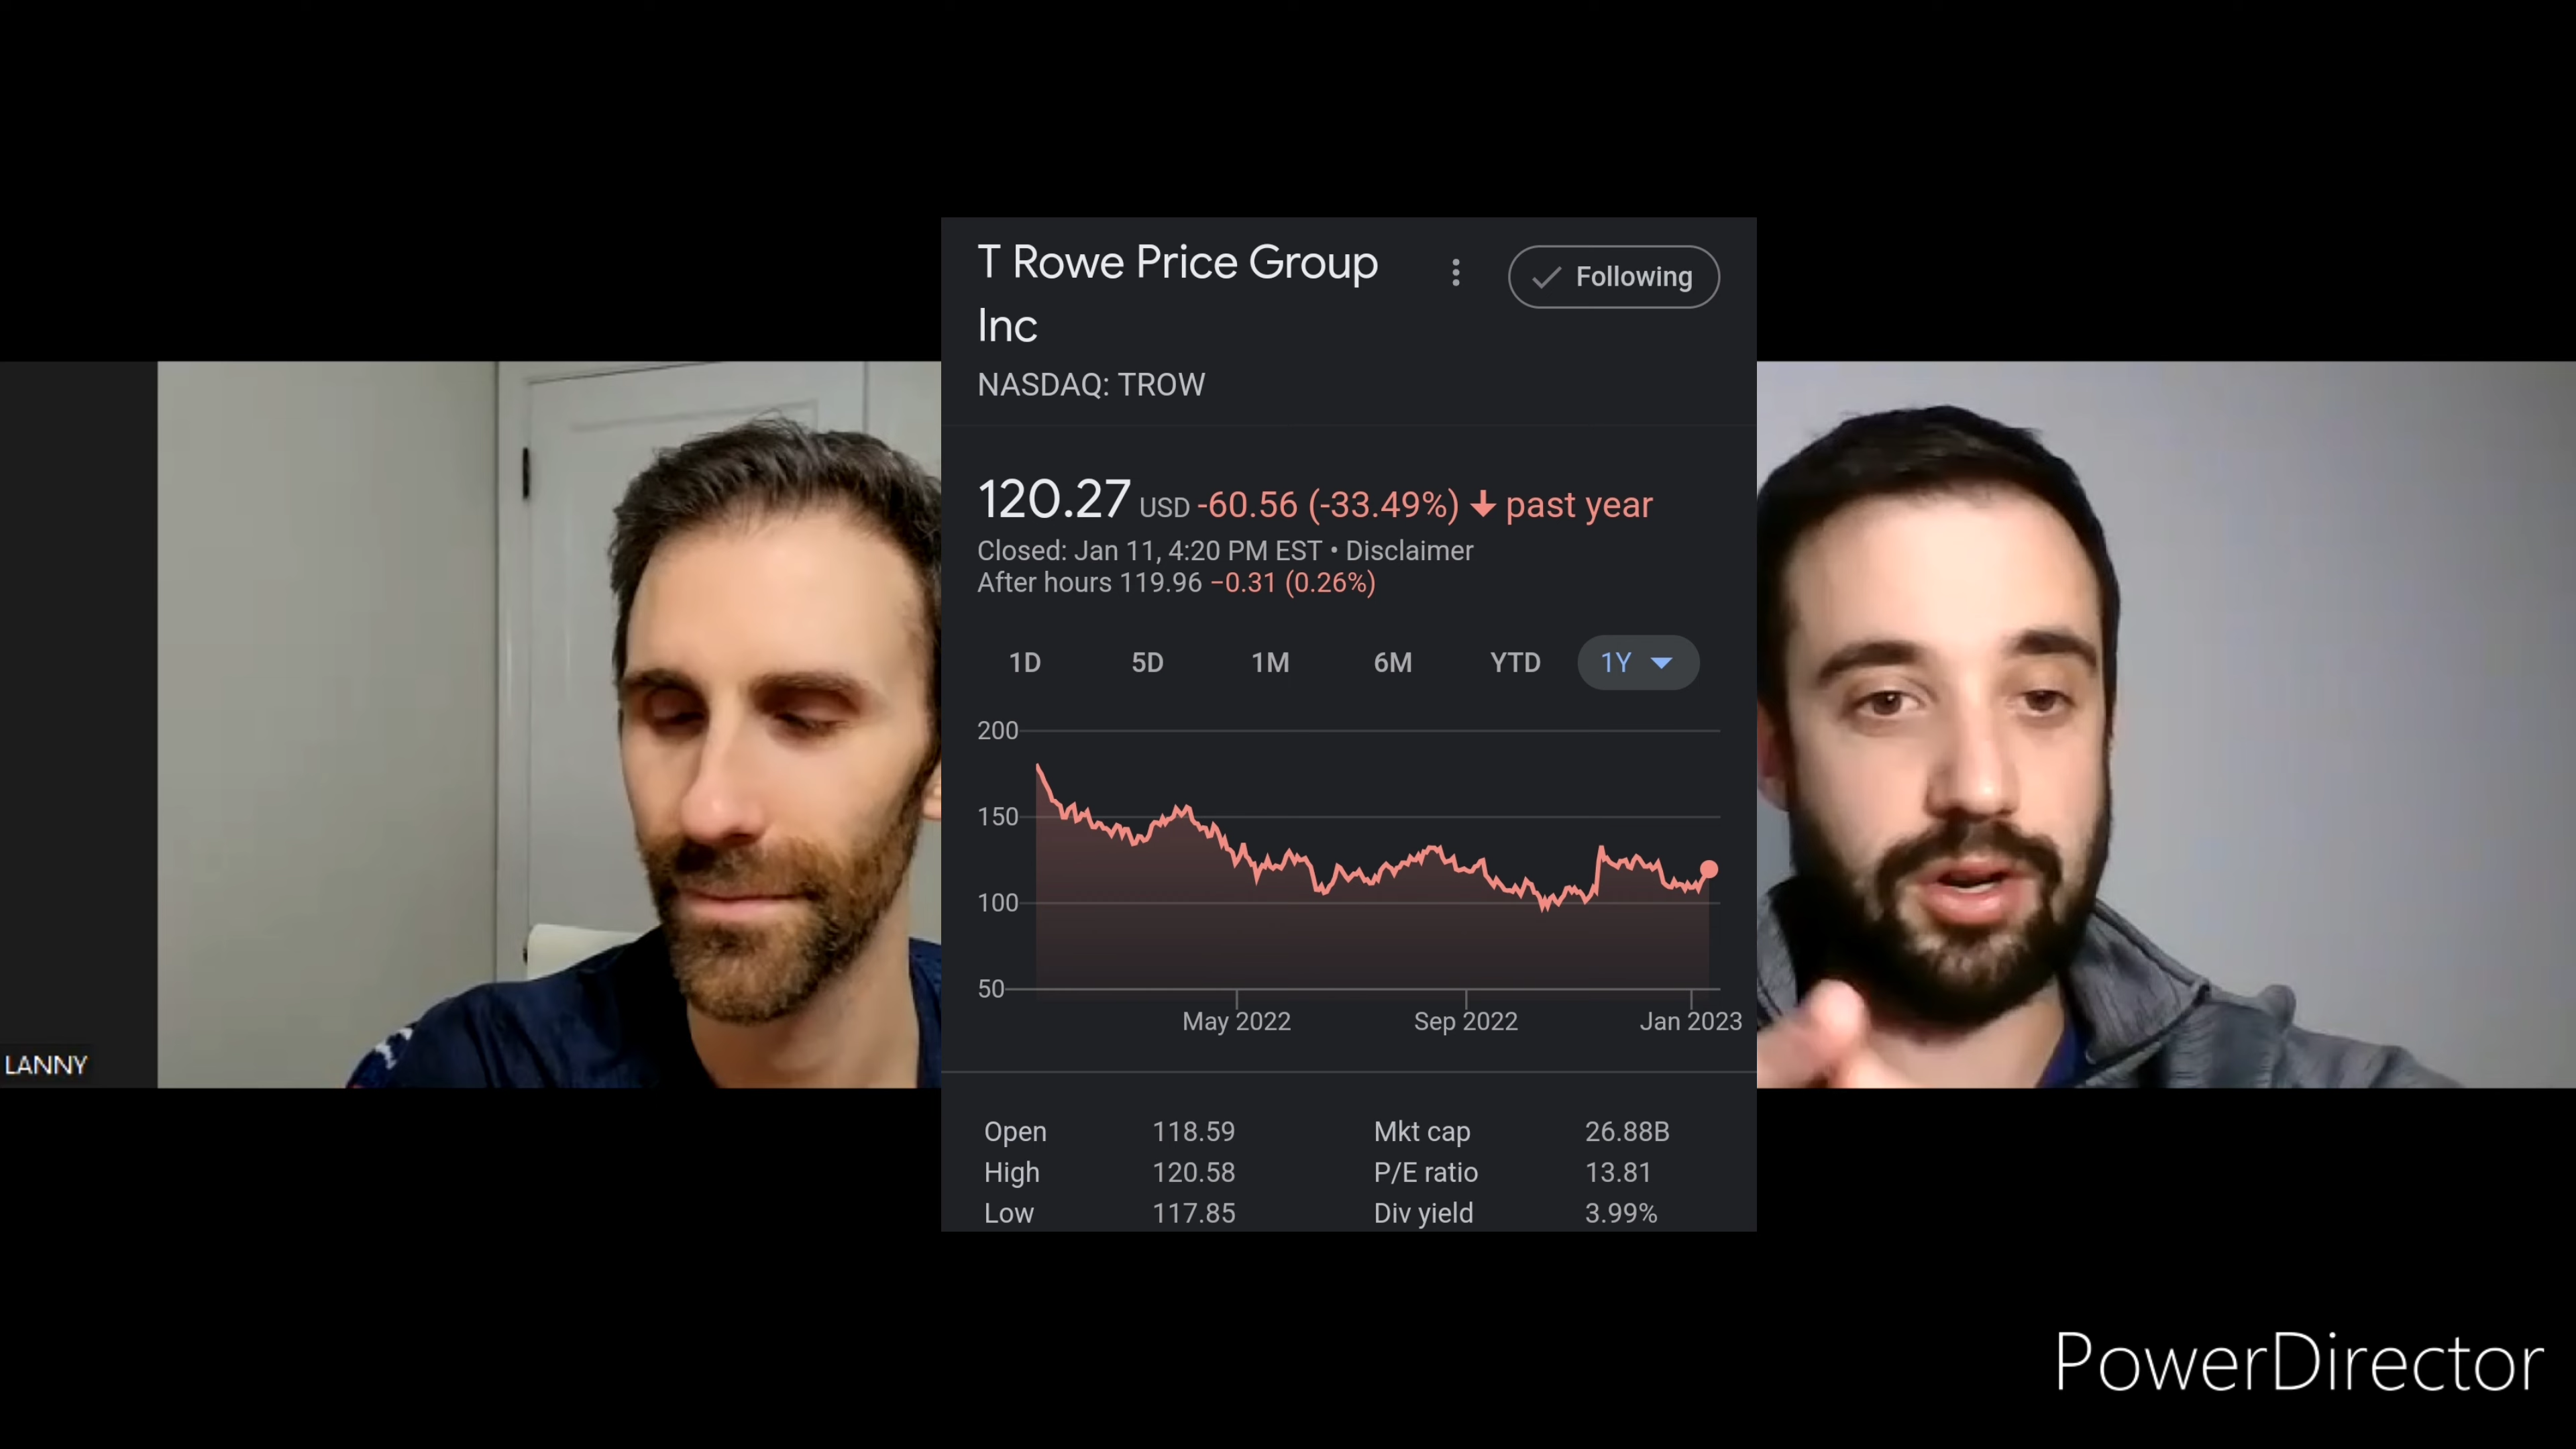 T Rowe Price Group
Inc
Following
NASDAQ: TROW
120.27 USD -60.56 (-33.49%) ↓ past year
Closed: Jan 11, 4:20 PM EST • Disclaimer
After hours 119.96 −0.31 (0.26%)
1D 5D 1M 6M YTD 1Y
200
150
100
50
May 2022 Sep 2022 Jan 2023
LANNY
Open 118.59 Mkt cap 26.88B
High 120.58 P/E ratio 13.81
Low 117.85 Div yield 3.99%
PowerDirector